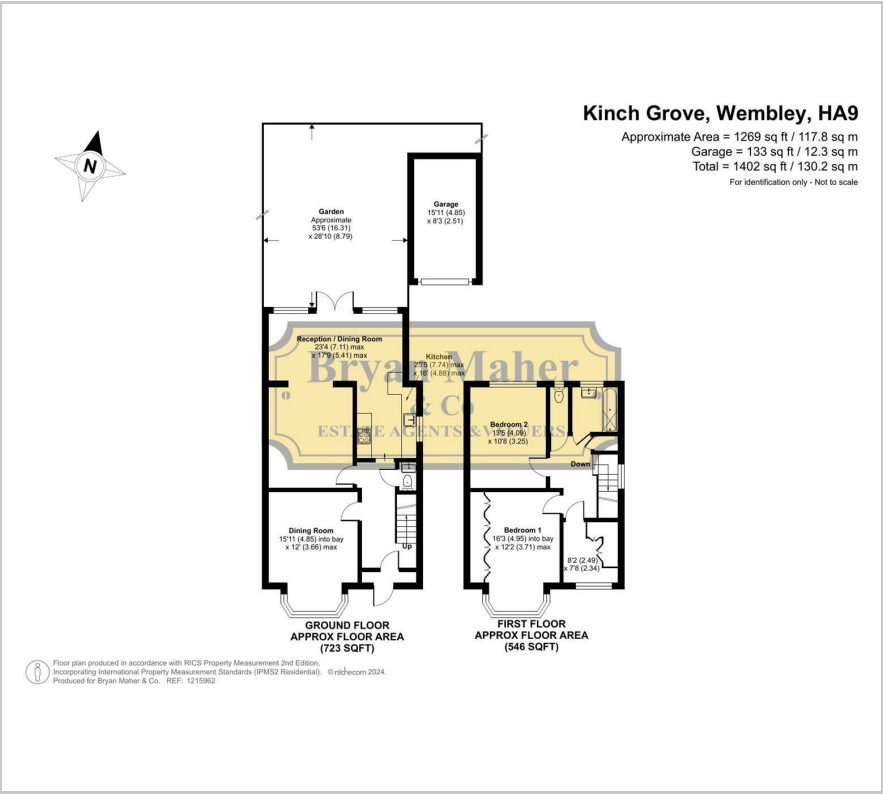 Kinch Grove, Wembley, HA9
Approximate Area = 1269 sq ft / 117.8 sq m
Garage = 133 sq ft / 12.3 sq m
Total = 1402 sq ft / 130.2 sq m
For identification only - Not to scale
N
Garden
Approximate
53'6 (16.31)
x 28'10 (8.79)
Garage
15'11 (4.85)
x 8'3 (2.51)
Reception / Dining Room
23'4 (7.11) max
x 17'9 (5.41) max
Kitchen
25'5 (7.74) max
x 16' (4.88) max
Bryan Maher
& Co
ESTATE AGENTS & VALUERS
Bedroom 2
13'5 (4.09)
x 10'8 (3.25)
Down
Dining Room
15'11 (4.85) into bay
x 12' (3.66) max
Up
Bedroom 1
16'3 (4.95) into bay
x 12'2 (3.71) max
8'2 (2.49)
x 7'8 (2.34)
GROUND FLOOR
APPROX FLOOR AREA
(723 SQFT)
FIRST FLOOR
APPROX FLOOR AREA
(546 SQFT)
Floor plan produced in accordance with RICS Property Measurement 2nd Edition,
Incorporating International Property Measurement Standards (IPMS2 Residential). © nichecom 2024.
Produced for Bryan Maher & Co. REF: 1215962